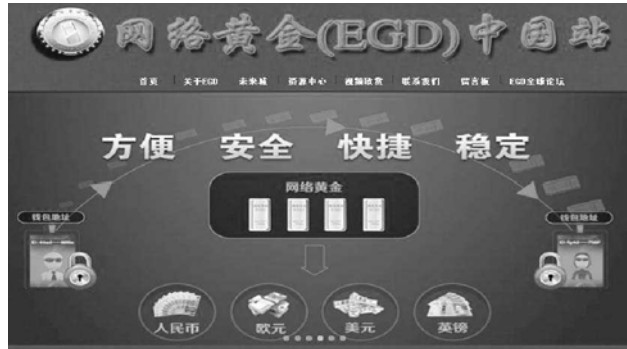 网络黄金(EGD)中国站
首页 关于EGD 未来城 资源中心 视频欣赏 联系我们 留言板 EGD全球论坛
方便 安全 快捷 稳定
网络黄金
钱包地址 钱包地址
人民币 欧元 美元 英镑